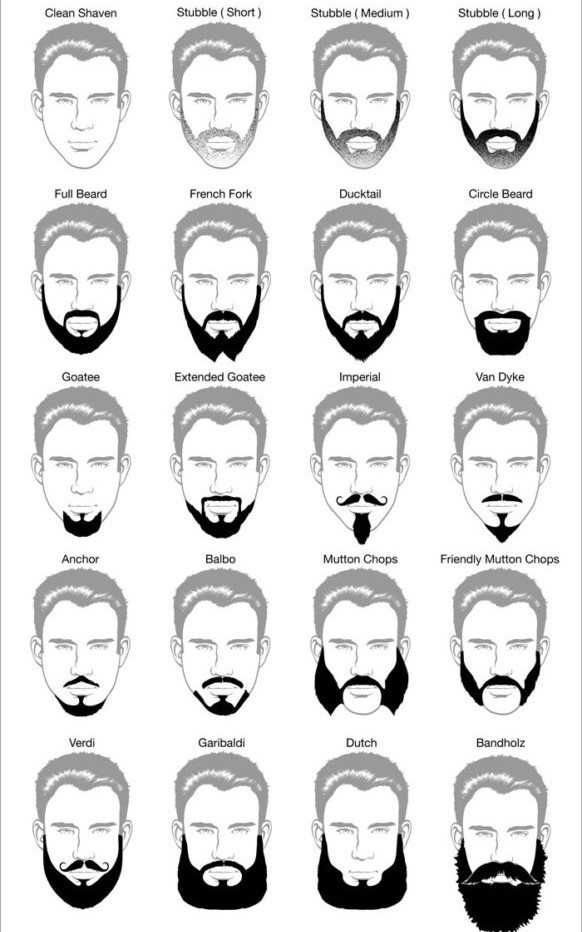 Clean Shaven
Stubble ( Short )
Stubble ( Medium )
Stubble ( Long )
Full Beard
French Fork
Ducktail
Circle Beard
Goatee
Extended Goatee
Imperial
Van Dyke
Anchor
Balbo
Mutton Chops
Friendly Mutton Chops
Verdi
Garibaldi
Dutch
Bandholz